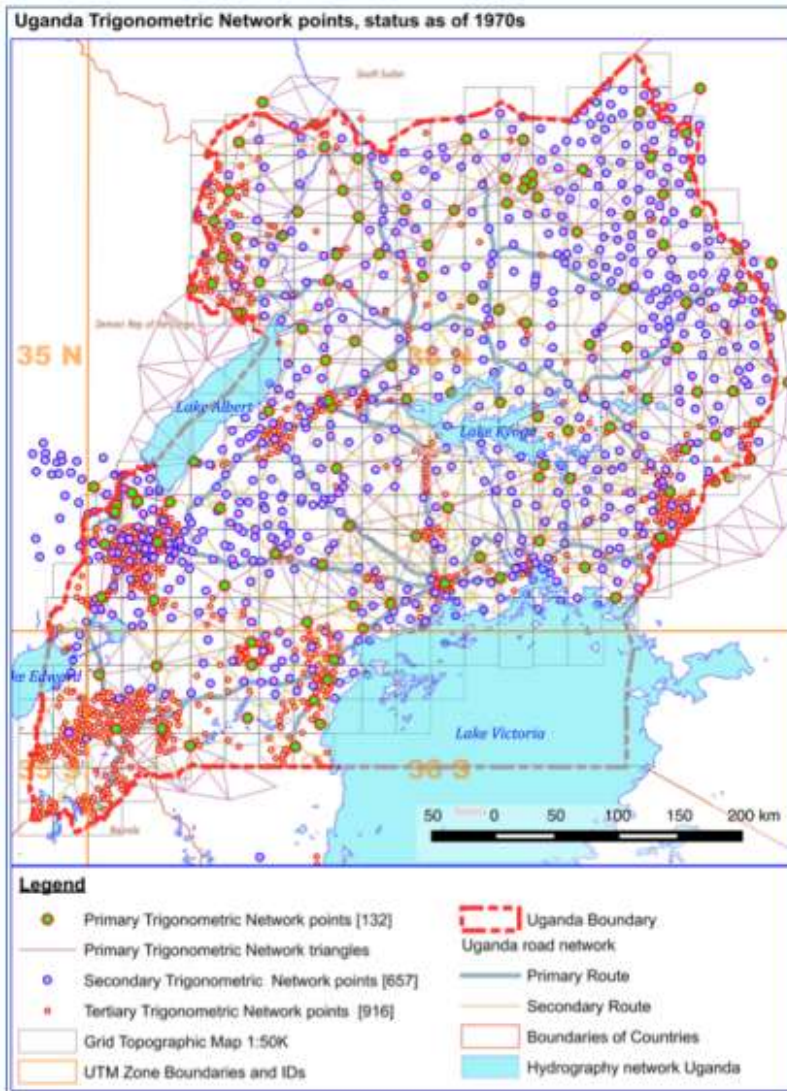 Uganda Trigonometric Network points, status as of 1970s
South Sudan
35 N
36 N
Lake Albert
Lake Kyoga
Lake Edward
Lake Victoria
35 S
36 S
50 0 50 100 150 200 km
Legend
Primary Trigonometric Network points [132]
Primary Trigonometric Network triangles
Secondary Trigonometric Network points [657]
Tertiary Trigonometric Network points [916]
Grid Topographic Map 1:50K
UTM Zone Boundaries and IDs
Uganda Boundary
Uganda road network
Primary Route
Secondary Route
Boundaries of Countries
Hydrography network Uganda